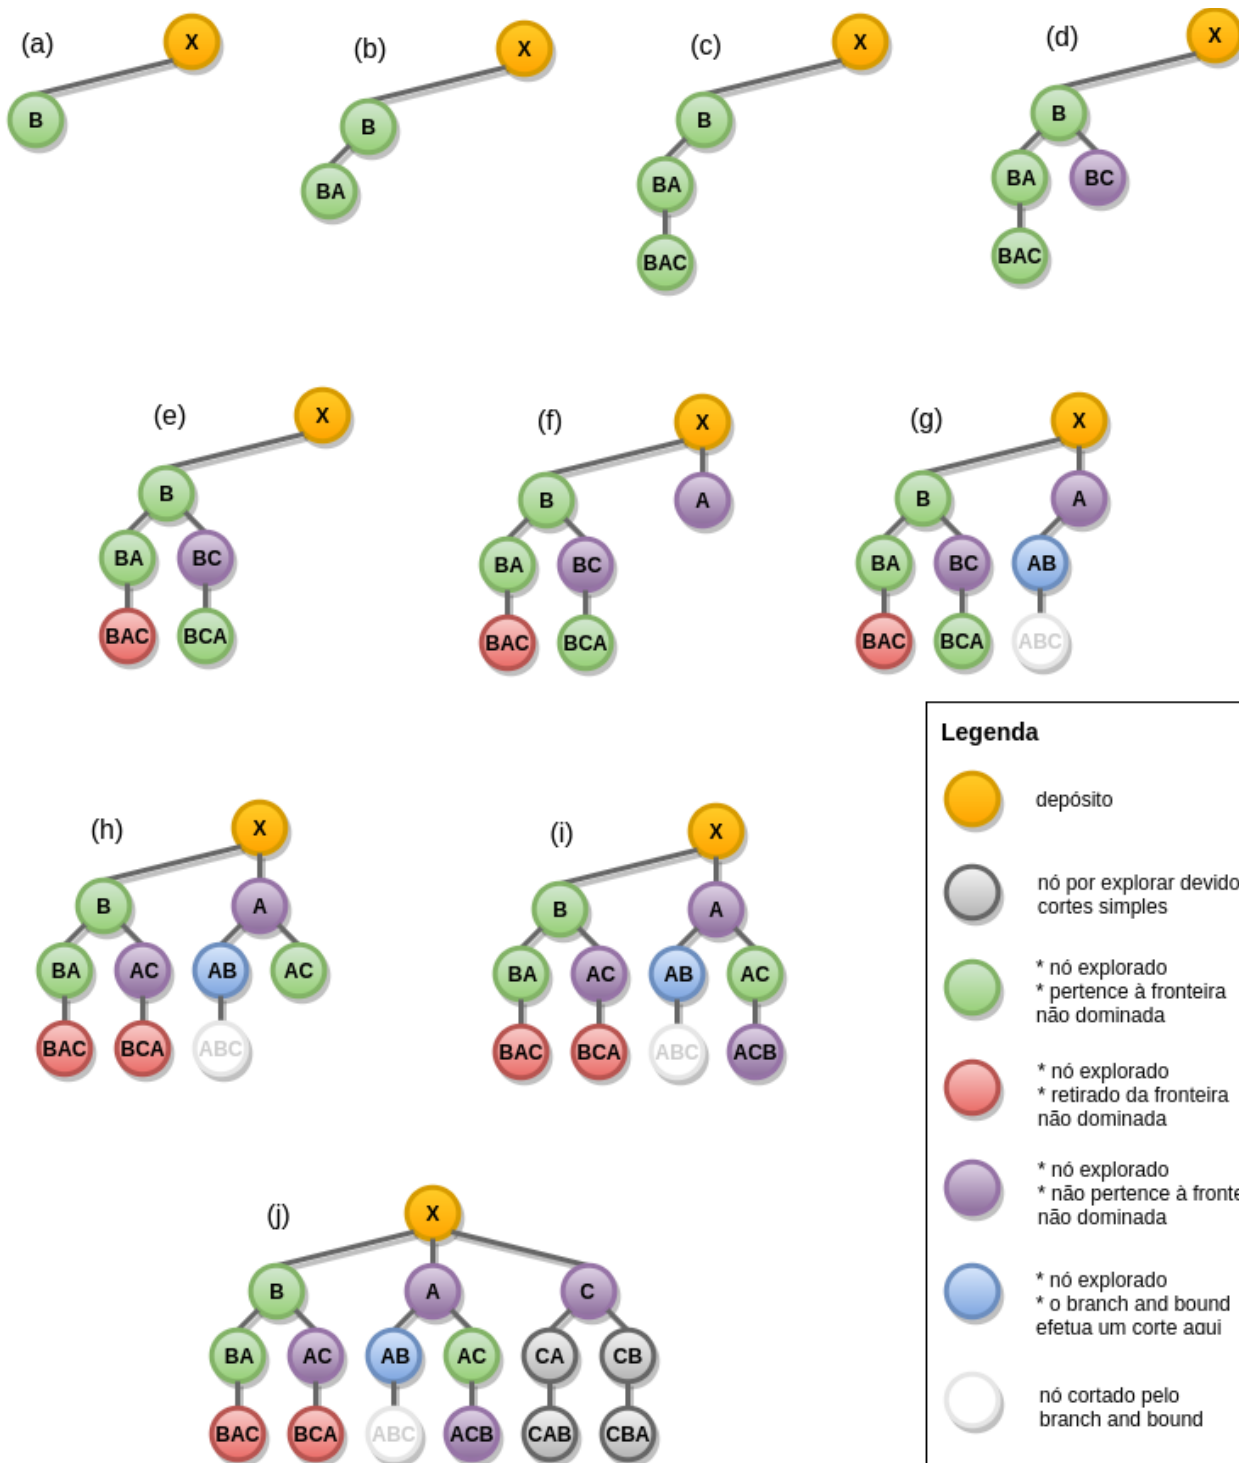 (a)
X
B
(b)
X
B
BA
(c)
X
B
BA
BAC
(d)
X
B
BA
BC
BAC
(e)
X
B
BA
BC
BAC
BCA
(f)
X
B
A
BA
BC
BAC
BCA
(g)
X
B
A
BA
BC
AB
BAC
BCA
ABC
(h)
X
B
A
BA
AC
AB
AC
BAC
BCA
ABC
(i)
X
B
A
BA
AC
AB
AC
BAC
BCA
ABC
ACB
(j)
X
B
A
C
BA
AC
AB
AC
CA
CB
BAC
BCA
ABC
ACB
CAB
CBA
Legenda
depósito
nó por explorar devido
cortes simples
* nó explorado
* pertence à fronteira
não dominada
* nó explorado
* retirado da fronteira
não dominada
* nó explorado
* não pertence à fronte
não dominada
* nó explorado
* o branch and bound
efetua um corte aqui
nó cortado pelo
branch and bound